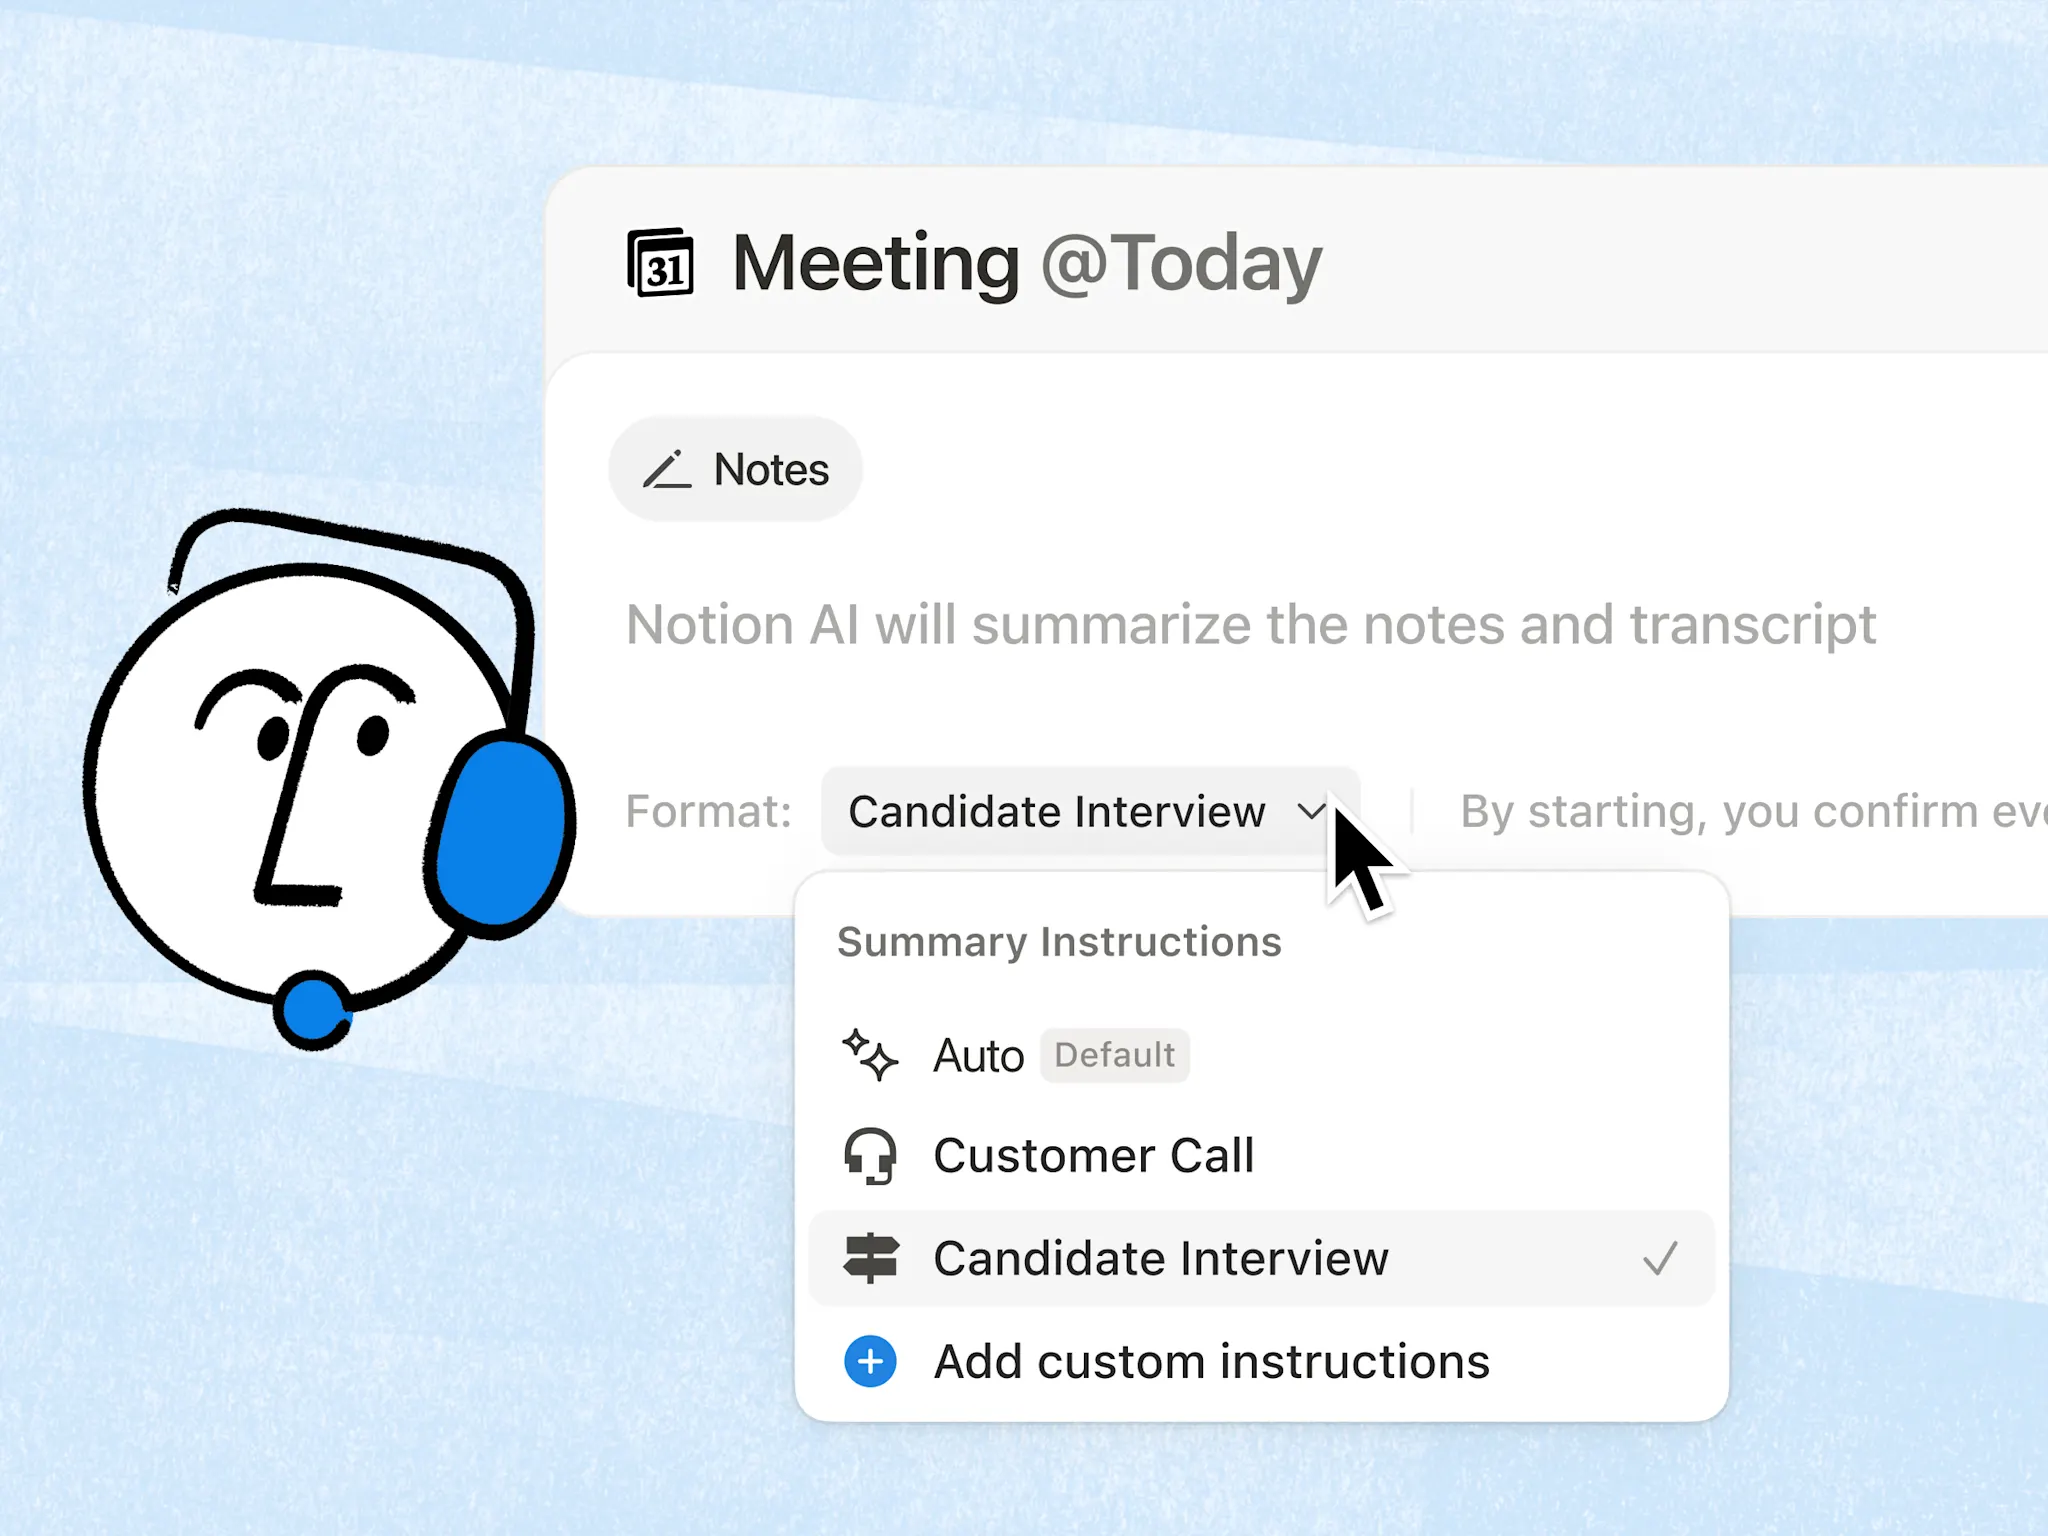 31
Meeting @Today
Notes
Notion AI will summarize the notes and transcript
Format: Candidate Interview By starting, you confirm
Summary Instructions
Auto Default
Customer Call
Candidate Interview
Add custom instructions